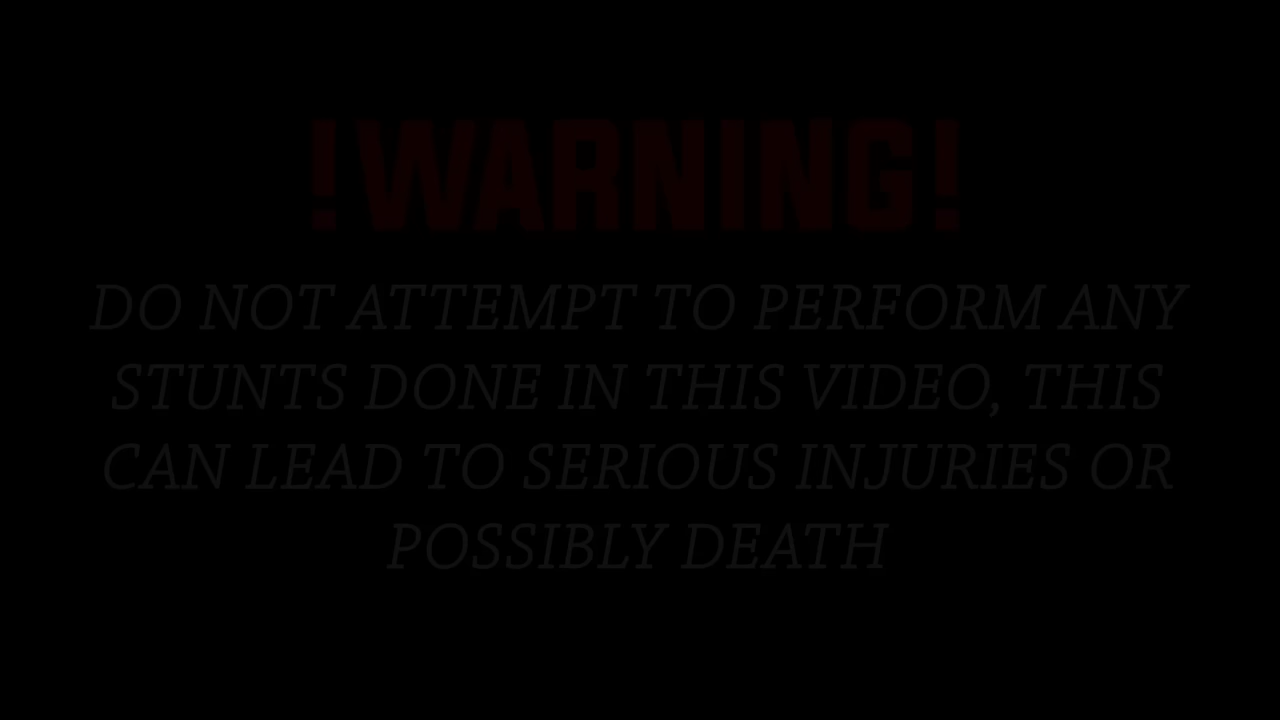 !WARNING!
DO NOT ATTEMPT TO PERFORM ANY
STUNTS DONE IN THIS VIDEO, THIS
CAN LEAD TO SERIOUS INJURIES OR
POSSIBLY DEATH